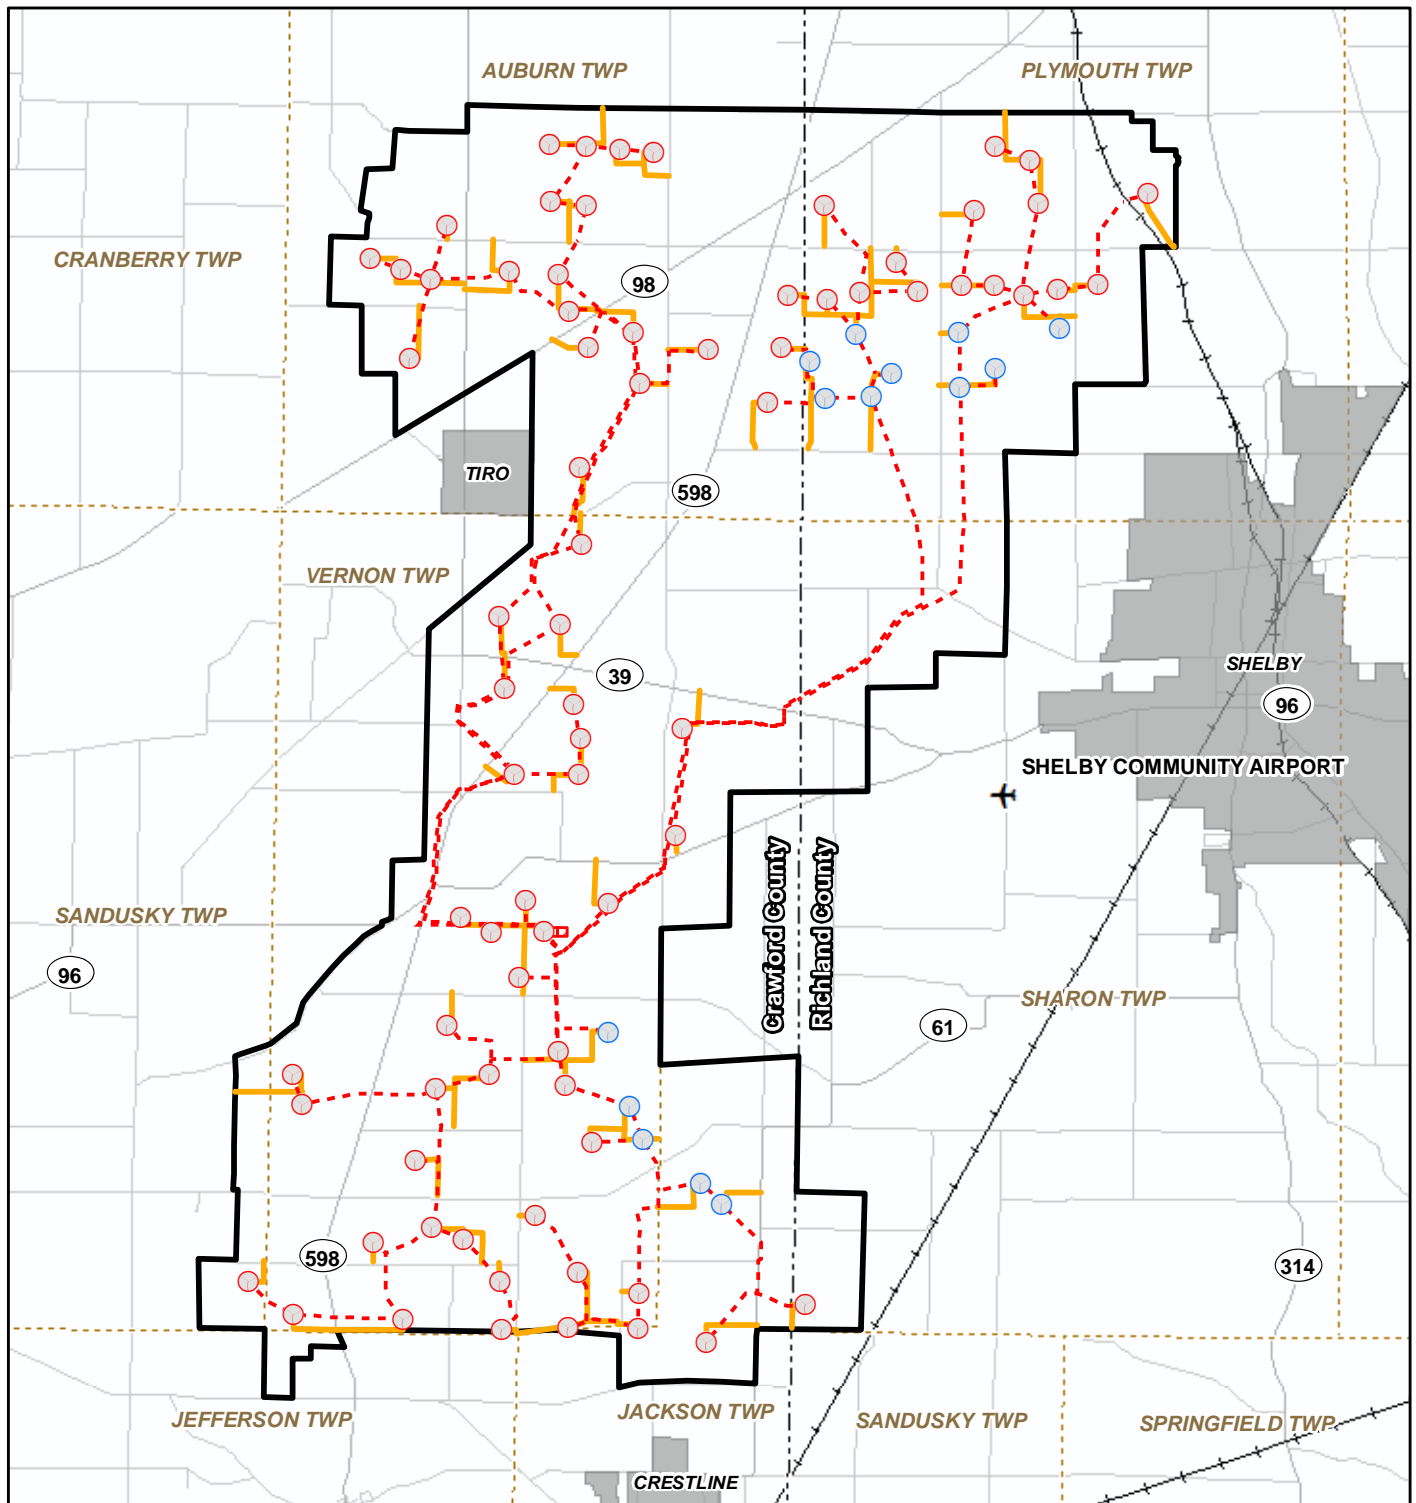 AUBURN TWP
PLYMOUTH TWP
CRANBERRY TWP
98
TIRO
598
VERNON TWP
39
SHELBY
96
SHELBY COMMUNITY AIRPORT
Crawford County
Richland County
SANDUSKY TWP
96
SHARON TWP
61
598
314
JEFFERSON TWP
JACKSON TWP
SANDUSKY TWP
SPRINGFIELD TWP
CRESTLINE